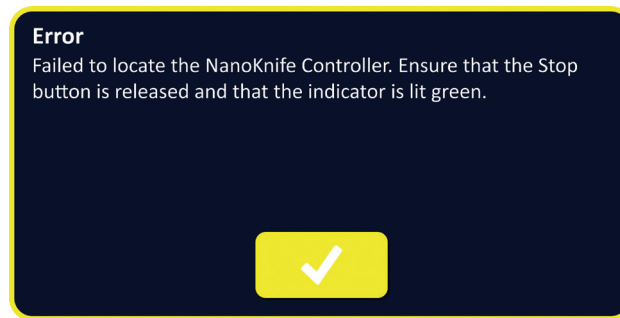 Error
Failed to locate the NanoKnife Controller. Ensure that the Stop
button is released and that the indicator is lit green.